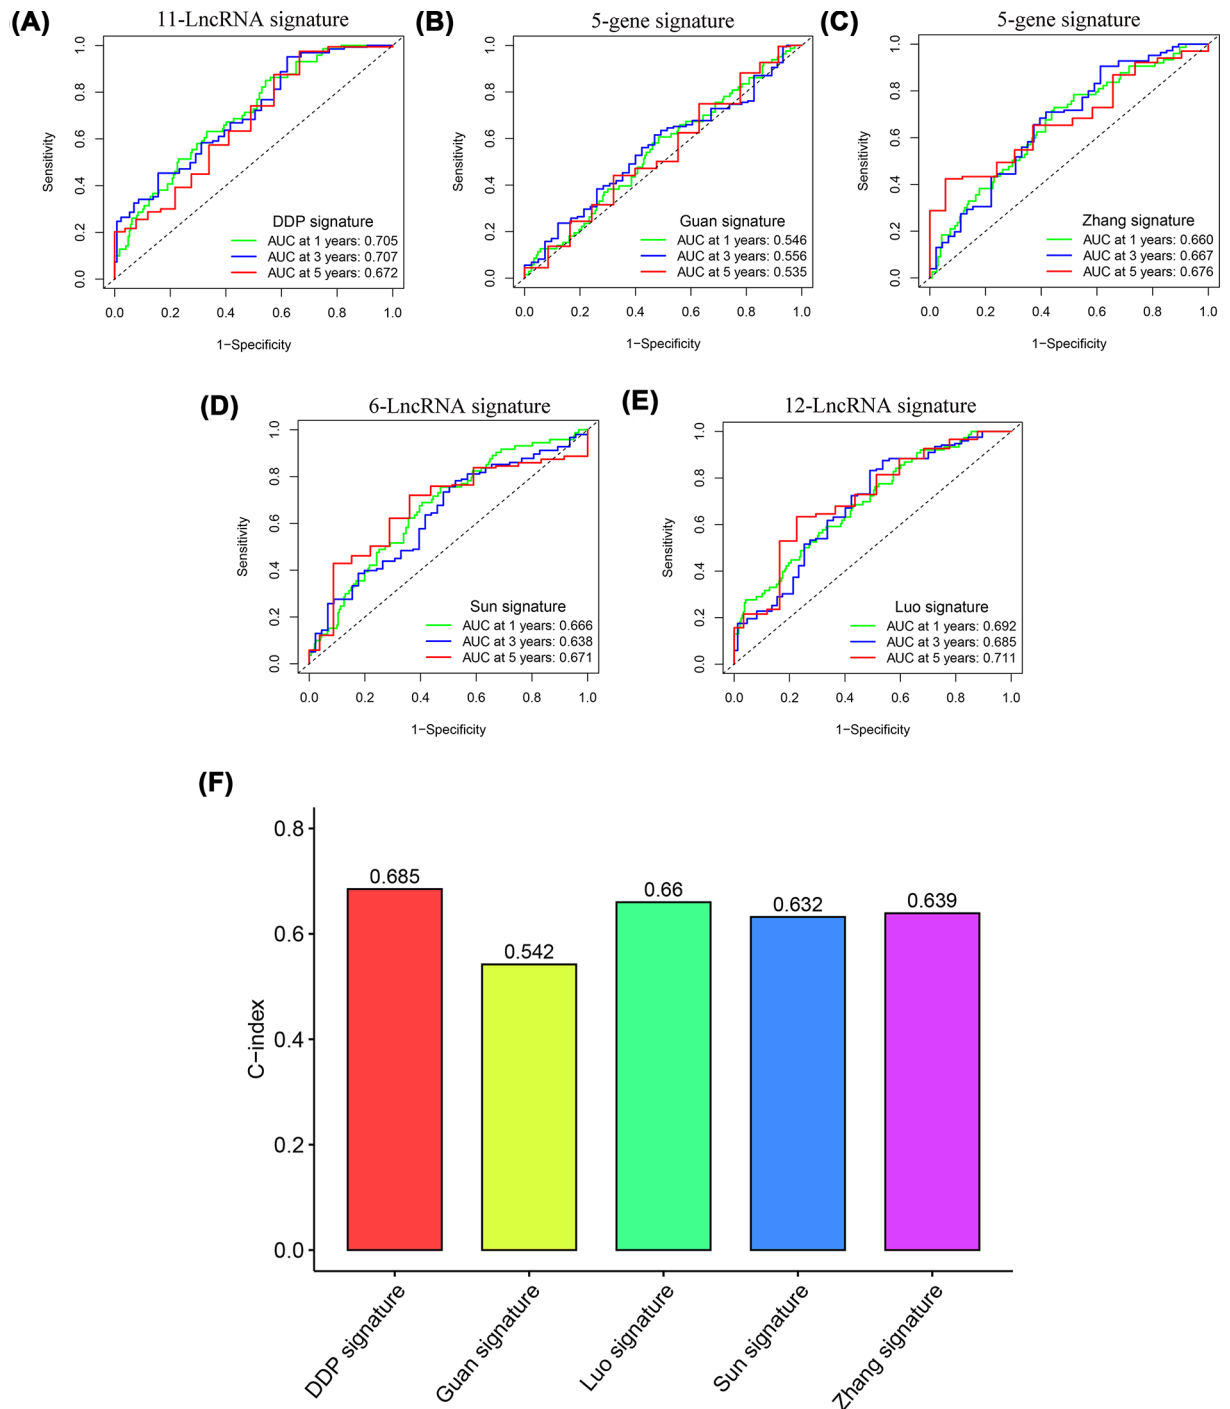 (A)
11-LncRNA signature
1.0
0.8
0.6
0.4
0.2
0.0
Sensitivity
DDP signature
AUC at 1 years: 0.705
AUC at 3 years: 0.707
AUC at 5 years: 0.672
0.0 0.2 0.4 0.6 0.8 1.0
1−Specificity
(B)
5-gene signature
1.0
0.8
0.6
0.4
0.2
0.0
Sensitivity
Guan signature
AUC at 1 years: 0.546
AUC at 3 years: 0.556
AUC at 5 years: 0.535
0.0 0.2 0.4 0.6 0.8 1.0
1−Specificity
(C)
5-gene signature
1.0
0.8
0.6
0.4
0.2
0.0
Sensitivity
Zhang signature
AUC at 1 years: 0.660
AUC at 3 years: 0.667
AUC at 5 years: 0.676
0.0 0.2 0.4 0.6 0.8 1.0
1−Specificity
(D)
6-LncRNA signature
1.0
0.8
0.6
0.4
0.2
0.0
Sensitivity
Sun signature
AUC at 1 years: 0.666
AUC at 3 years: 0.638
AUC at 5 years: 0.671
0.0 0.2 0.4 0.6 0.8 1.0
1−Specificity
(E)
12-LncRNA signature
1.0
0.8
0.6
0.4
0.2
0.0
Sensitivity
Luo signature
AUC at 1 years: 0.692
AUC at 3 years: 0.685
AUC at 5 years: 0.711
0.0 0.2 0.4 0.6 0.8 1.0
1−Specificity
(F)
0.8
0.6
0.4
0.2
0.0
C−index
0.685
0.542
0.66
0.632
0.639
DDP signature
Guan signature
Luo signature
Sun signature
Zhang signature